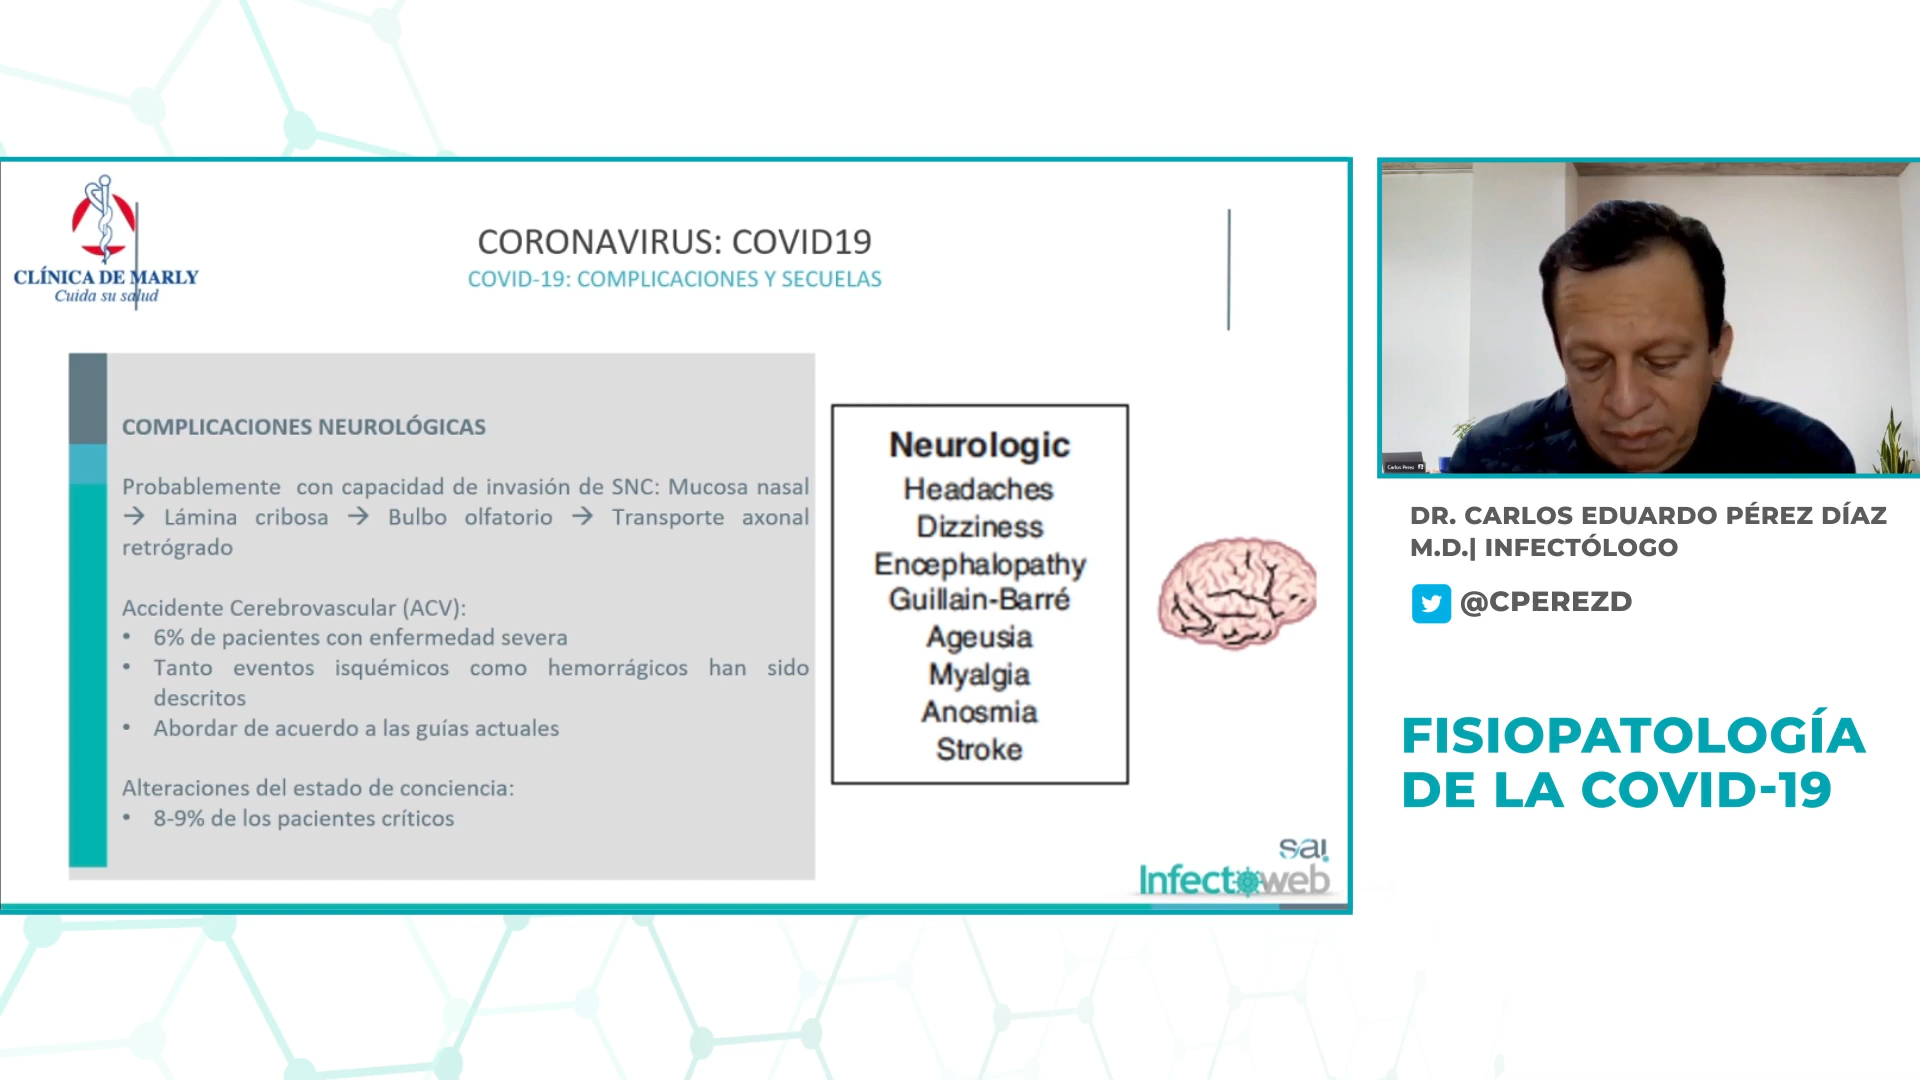 CLÍNICA DE MARLY
Cuida su salud
CORONAVIRUS: COVID19
COVID-19: COMPLICACIONES Y SECUELAS
COMPLICACIONES NEUROLÓGICAS
Probablemente con capacidad de invasión de SNC: Mucosa nasal
→ Lámina cribosa → Bulbo olfatorio → Transporte axonal
retrógrado
Accidente Cerebrovascular (ACV):
• 6% de pacientes con enfermedad severa
• Tanto eventos isquémicos como hemorrágicos han sido
descritos
• Abordar de acuerdo a las guías actuales
Alteraciones del estado de conciencia:
• 8-9% de los pacientes críticos
Neurologic
Headaches
Dizziness
Encephalopathy
Guillain-Barré
Ageusia
Myalgia
Anosmia
Stroke
sai
Infectoweb
Carlos Perez
DR. CARLOS EDUARDO PÉREZ DÍAZ
M.D.| INFECTÓLOGO
@CPEREZD
FISIOPATOLOGÍA
DE LA COVID-19